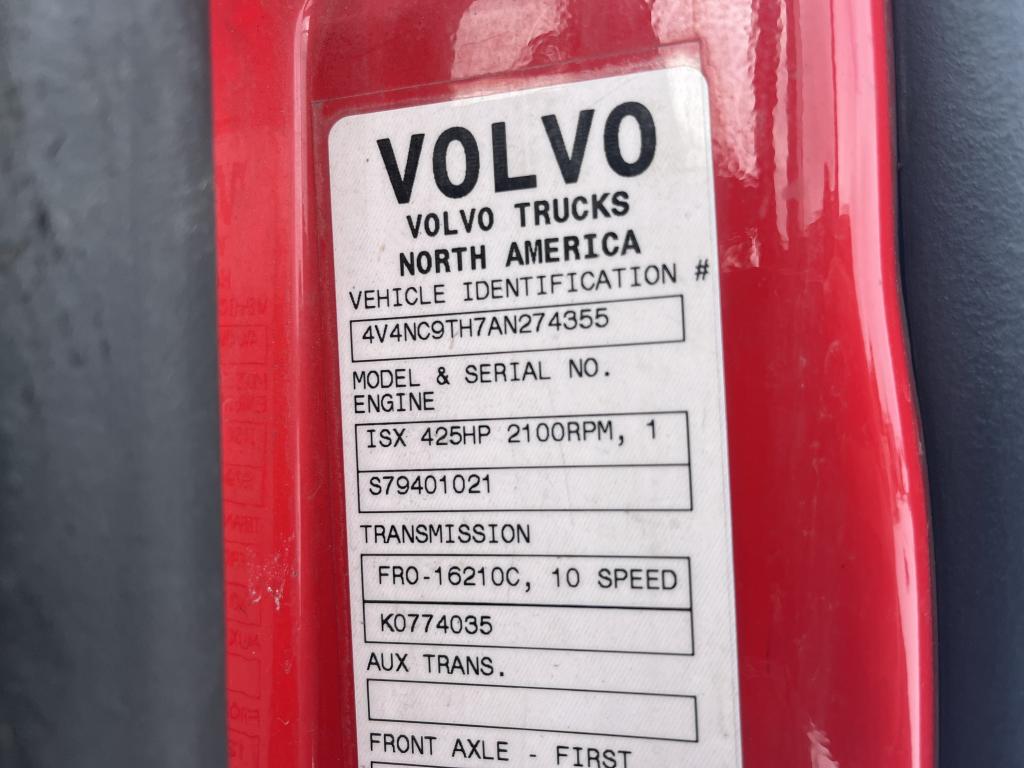 VOLVO
VOLVO TRUCKS
NORTH AMERICA
VEHICLE IDENTIFICATION #
4V4NC9TH7AN274355
MODEL & SERIAL NO.
ENGINE
ISX 425HP 2100RPM, 1
S79401021
TRANSMISSION
FRO-16210C, 10 SPEED
K0774035
AUX TRANS.
FRONT AXLE - FIRST